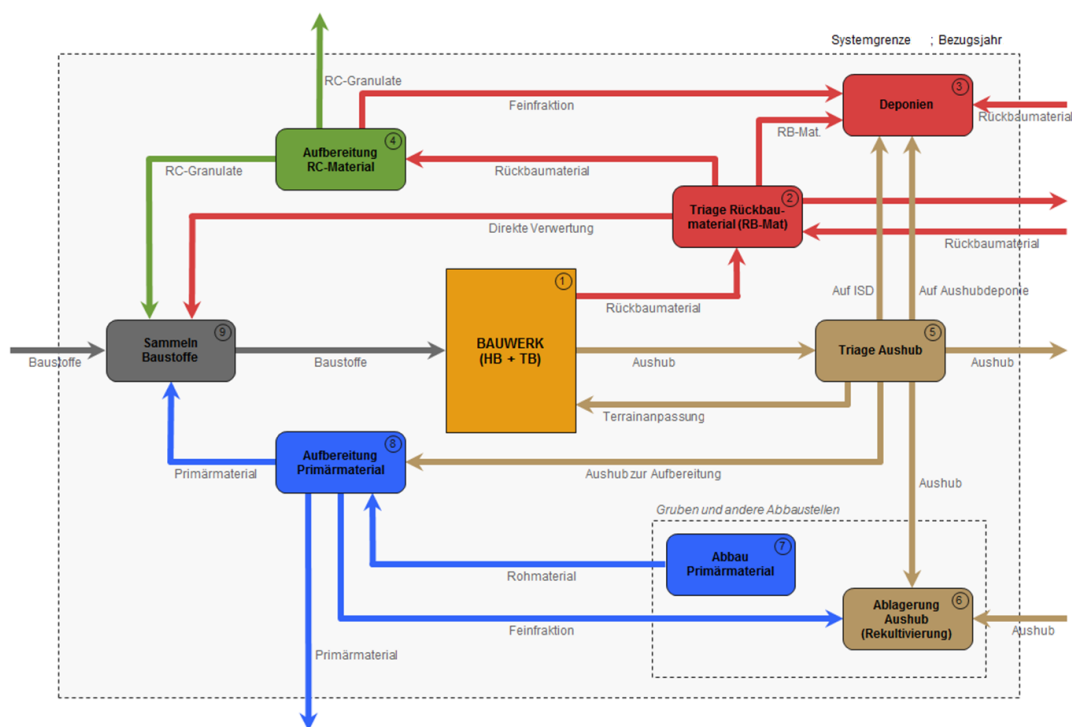 Systemgrenze ; Bezugsjahr
RC-Granulate
Feinfraktion
3
Deponien
Rückbaumaterial
RB-Mat.
4
Aufbereitung
RC-Material
RC-Granulate
Rückbaumaterial
2
Triage Rückbau-
material (RB-Mat)
Direkte Verwertung
Rückbaumaterial
1
BAUWERK
(HB + TB)
Rückbaumaterial
Auf ISD
Auf Aushubdeponie
9
Sammeln
Baustoffe
Baustoffe
Baustoffe
Aushub
5
Triage Aushub
Aushub
Terrainanpassung
8
Aufbereitung
Primärmaterial
Primärmaterial
Aushub zur Aufbereitung
Aushub
Gruben und andere Abbaustellen
7
Abbau
Primärmaterial
Rohmaterial
6
Ablagerung
Aushub
(Rekultivierung)
Feinfraktion
Aushub
Primärmaterial